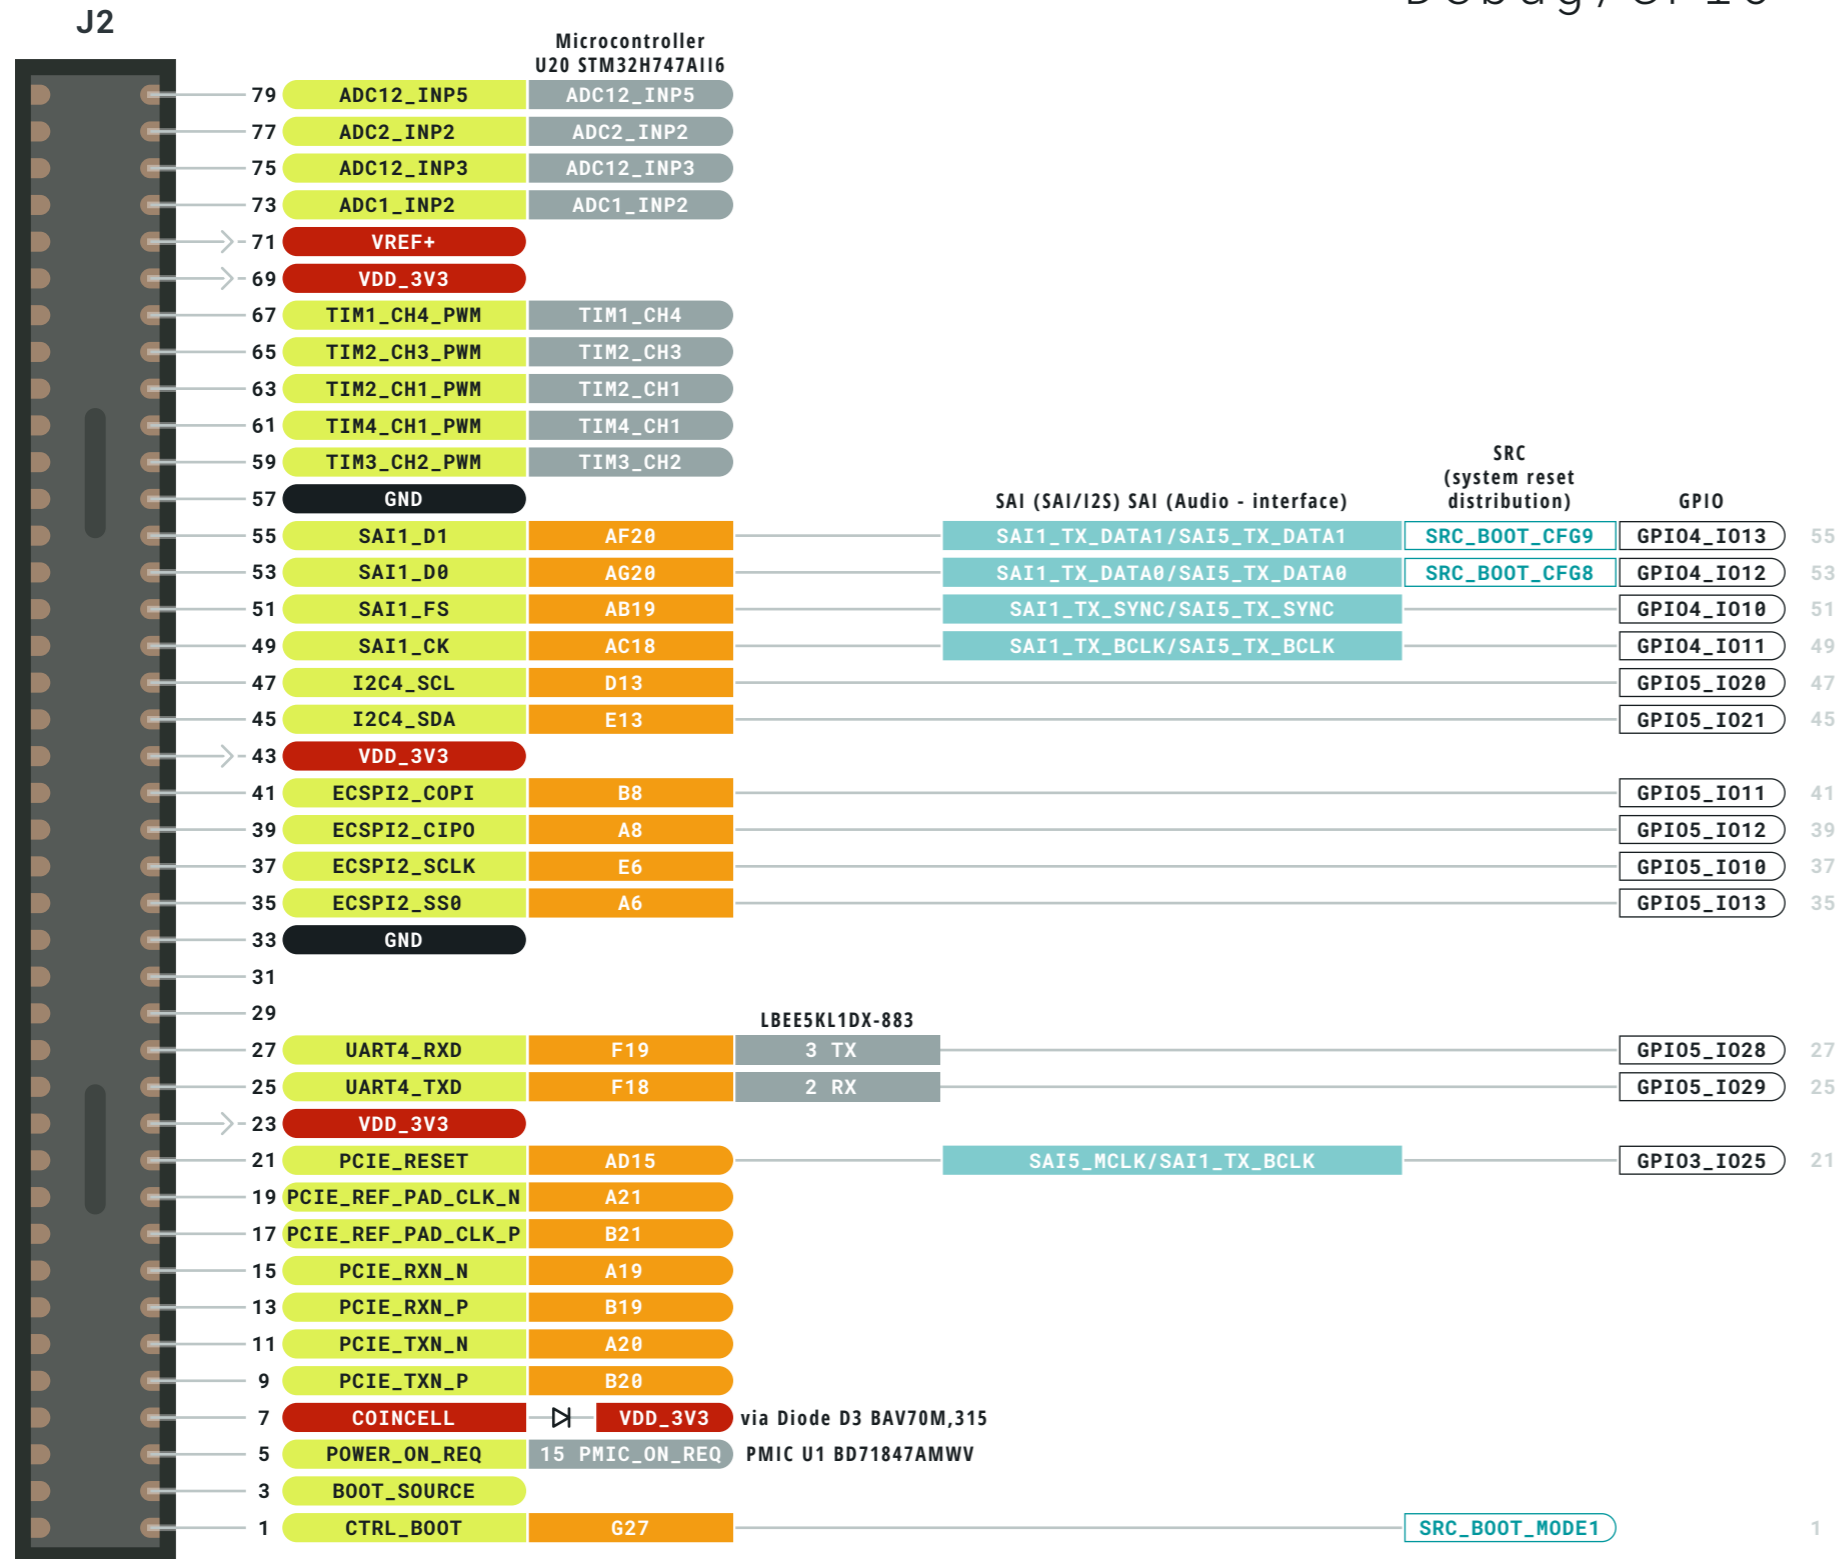 J2
Microcontroller
U20 STM32H747AII6
79 ADC12_INP5 ADC12_INP5
77 ADC2_INP2 ADC2_INP2
75 ADC12_INP3 ADC12_INP3
73 ADC1_INP2 ADC1_INP2
71 VREF+
69 VDD_3V3
67 TIM1_CH4_PWM TIM1_CH4
65 TIM2_CH3_PWM TIM2_CH3
63 TIM2_CH1_PWM TIM2_CH1
61 TIM4_CH1_PWM TIM4_CH1
59 TIM3_CH2_PWM TIM3_CH2
57 GND
SAI (SAI/I2S) SAI (Audio - interface)
SRC
(system reset
distribution)
GPIO
55 SAI1_D1 AF20 SAI1_TX_DATA1/SAI5_TX_DATA1 SRC_BOOT_CFG9 GPIO4_IO13 55
53 SAI1_D0 AG20 SAI1_TX_DATA0/SAI5_TX_DATA0 SRC_BOOT_CFG8 GPIO4_IO12 53
51 SAI1_FS AB19 SAI1_TX_SYNC/SAI5_TX_SYNC GPIO4_IO10 51
49 SAI1_CK AC18 SAI1_TX_BCLK/SAI5_TX_BCLK GPIO4_IO11 49
47 I2C4_SCL D13 GPIO5_IO20 47
45 I2C4_SDA E13 GPIO5_IO21 45
43 VDD_3V3
41 ECSPI2_COPI B8 GPIO5_IO11 41
39 ECSPI2_CIPO A8 GPIO5_IO12 39
37 ECSPI2_SCLK E6 GPIO5_IO10 37
35 ECSPI2_SS0 A6 GPIO5_IO13 35
33 GND
31
29
LBEE5KL1DX-883
27 UART4_RXD F19 3 TX GPIO5_IO28 27
25 UART4_TXD F18 2 RX GPIO5_IO29 25
23 VDD_3V3
21 PCIE_RESET AD15 SAI5_MCLK/SAI1_TX_BCLK GPIO3_IO25 21
19 PCIE_REF_PAD_CLK_N A21
17 PCIE_REF_PAD_CLK_P B21
15 PCIE_RXN_N A19
13 PCIE_RXN_P B19
11 PCIE_TXN_N A20
9 PCIE_TXN_P B20
7 COINCELL VDD_3V3 via Diode D3 BAV70M,315
5 POWER_ON_REQ 15 PMIC_ON_REQ PMIC U1 BD71847AMWV
3 BOOT_SOURCE
1 CTRL_BOOT G27 SRC_BOOT_MODE1 1